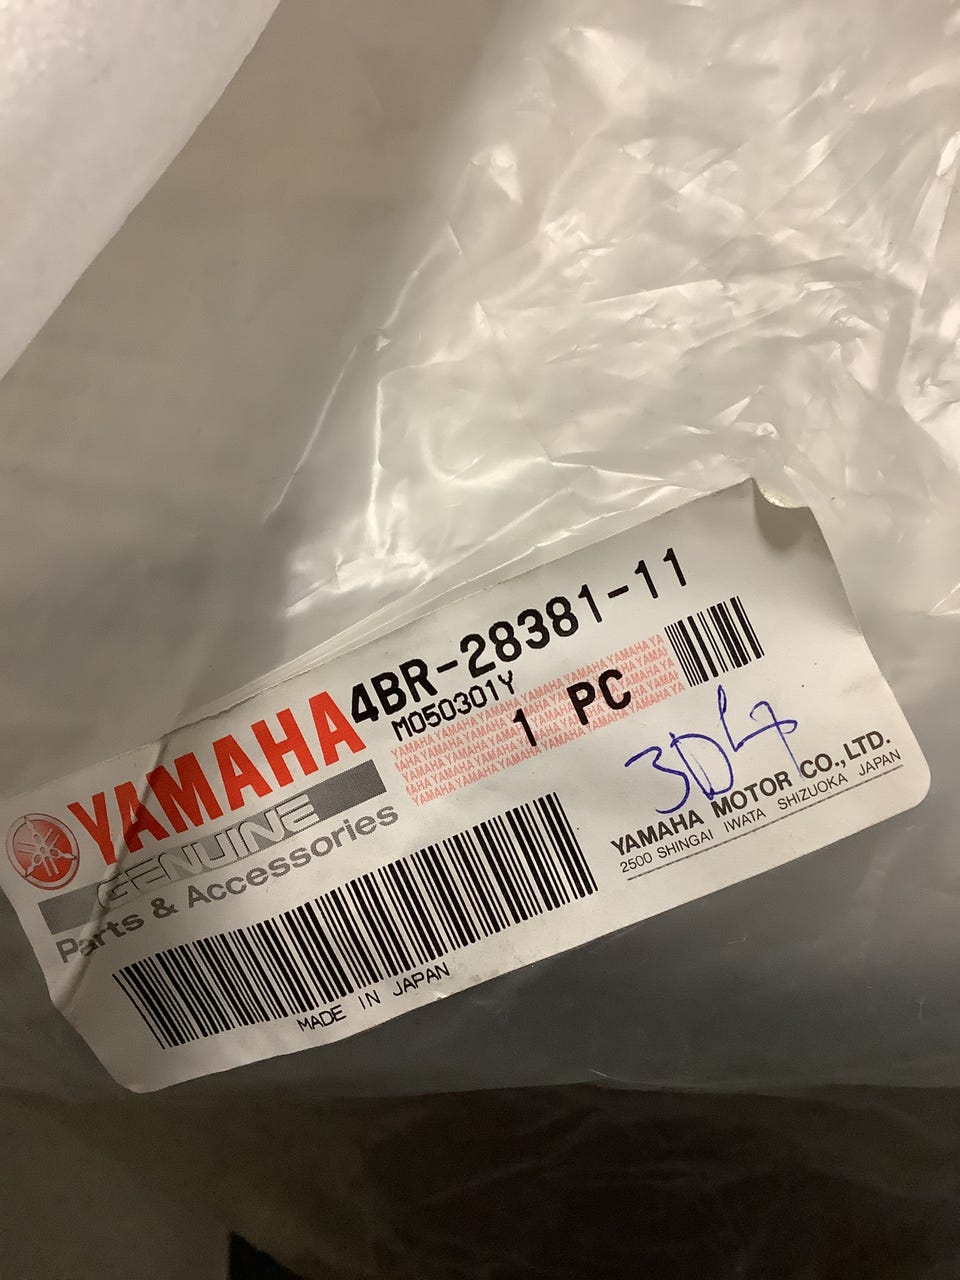 4BR-28381-11
M050301Y
YAMAHA
1 PC
GENUINE
Parts & Accessories
3DL7
YAMAHA MOTOR CO., LTD.
2500 SHINGAI IWATA SHIZUOKA JAPAN
MADE IN JAPAN